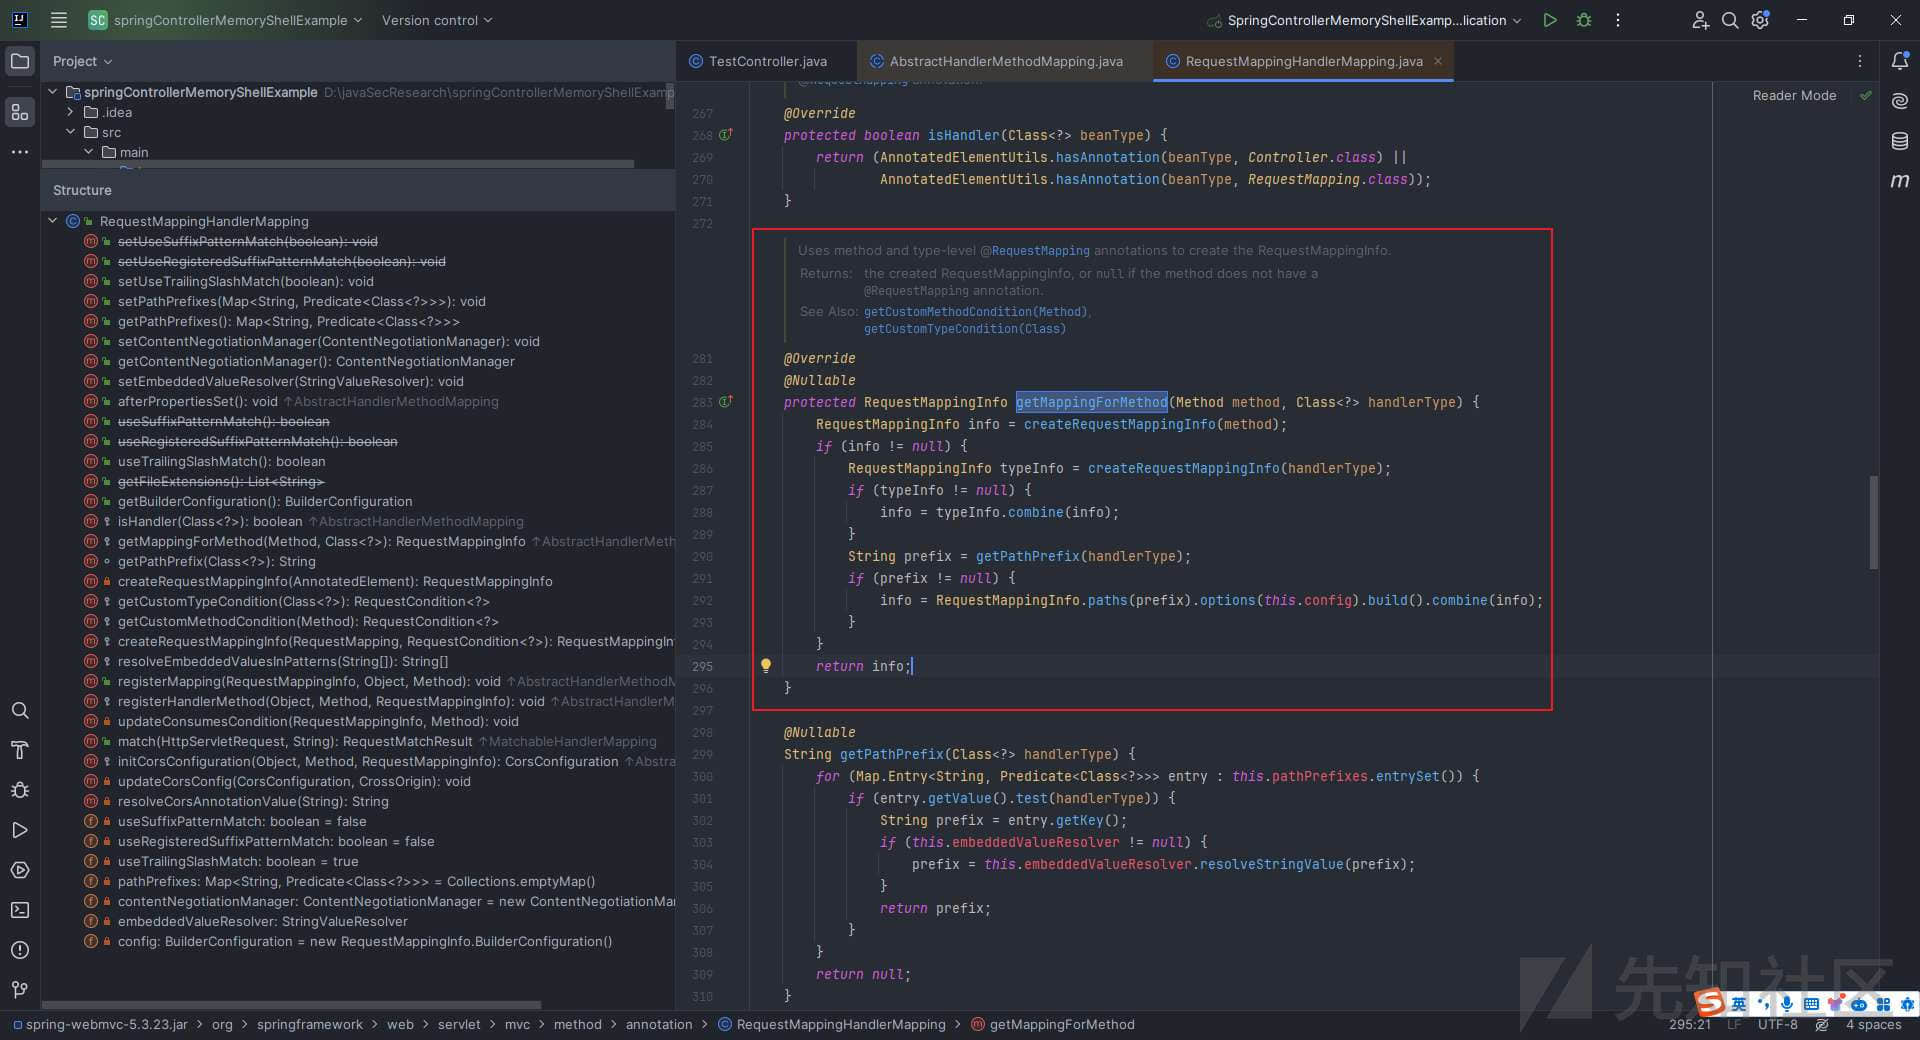 springControllerMemoryShellExample
Version control
SpringControllerMemoryShellExamp...lication
SC
Project
springControllerMemoryShellExample D:\javaSecResearch\springControllerMemoryShellExamp
.idea
src
main
Structure
RequestMappingHandlerMapping
setUseSuffixPatternMatch(boolean): void
setUseRegisteredSuffixPatternMatch(boolean): void
setUseTrailingSlashMatch(boolean): void
setPathPrefixes(Map<String, Predicate<Class<?>>>): void
getPathPrefixes(): Map<String, Predicate<Class<?>>>
setContentNegotiationManager(ContentNegotiationManager): void
getContentNegotiationManager(): ContentNegotiationManager
setEmbeddedValueResolver(StringValueResolver): void
afterPropertiesSet(): void ↑AbstractHandlerMethodMapping
useSuffixPatternMatch(): boolean
useRegisteredSuffixPatternMatch(): boolean
useTrailingSlashMatch(): boolean
getFileExtensions(): List<String>
getBuilderConfiguration(): BuilderConfiguration
isHandler(Class<?>): boolean ↑AbstractHandlerMethodMapping
getMappingForMethod(Method, Class<?>): RequestMappingInfo ↑AbstractHandlerMeth
getPathPrefix(Class<?>): String
createRequestMappingInfo(AnnotatedElement): RequestMappingInfo
getCustomTypeCondition(Class<?>): RequestCondition<?>
getCustomMethodCondition(Method): RequestCondition<?>
createRequestMappingInfo(RequestMapping, RequestCondition<?>): RequestMappingIn
resolveEmbeddedValuesInPatterns(String[]): String[]
registerMapping(RequestMappingInfo, Object, Method): void ↑AbstractHandlerMethodM
registerHandlerMethod(Object, Method, RequestMappingInfo): void ↑AbstractHandlerM
updateConsumesCondition(RequestMappingInfo, Method): void
match(HttpServletRequest, String): RequestMatchResult ↑MatchableHandlerMapping
initCorsConfiguration(Object, Method, RequestMappingInfo): CorsConfiguration ↑Abstra
updateCorsConfig(CorsConfiguration, CrossOrigin): void
resolveCorsAnnotationValue(String): String
useSuffixPatternMatch: boolean = false
useRegisteredSuffixPatternMatch: boolean = false
useTrailingSlashMatch: boolean = true
pathPrefixes: Map<String, Predicate<Class<?>>> = Collections.emptyMap()
contentNegotiationManager: ContentNegotiationManager = new ContentNegotiationMa
embeddedValueResolver: StringValueResolver
config: BuilderConfiguration = new RequestMappingInfo.BuilderConfiguration()
TestController.java
AbstractHandlerMethodMapping.java
RequestMappingHandlerMapping.java
Reader Mode
@RequestMapping annotation.
267 @Override
268 protected boolean isHandler(Class<?> beanType) {
269 return (AnnotatedElementUtils.hasAnnotation(beanType, Controller.class) ||
270 AnnotatedElementUtils.hasAnnotation(beanType, RequestMapping.class));
271 }
272
Uses method and type-level @RequestMapping annotations to create the RequestMappingInfo.
Returns: the created RequestMappingInfo, or null if the method does not have a
@RequestMapping annotation.
See Also: getCustomMethodCondition(Method),
getCustomTypeCondition(Class)
281 @Override
282 @Nullable
283 protected RequestMappingInfo getMappingForMethod(Method method, Class<?> handlerType) {
284 RequestMappingInfo info = createRequestMappingInfo(method);
285 if (info != null) {
286 RequestMappingInfo typeInfo = createRequestMappingInfo(handlerType);
287 if (typeInfo != null) {
288 info = typeInfo.combine(info);
289 }
290 String prefix = getPathPrefix(handlerType);
291 if (prefix != null) {
292 info = RequestMappingInfo.paths(prefix).options(this.config).build().combine(info);
293 }
294 }
295 return info;
296 }
297
298 @Nullable
299 String getPathPrefix(Class<?> handlerType) {
300 for (Map.Entry<String, Predicate<Class<?>>> entry : this.pathPrefixes.entrySet()) {
301 if (entry.getValue().test(handlerType)) {
302 String prefix = entry.getKey();
303 if (this.embeddedValueResolver != null) {
304 prefix = this.embeddedValueResolver.resolveStringValue(prefix);
305 }
306 return prefix;
307 }
308 }
309 return null;
310 }
先知社区
英
spring-webmvc-5.3.23.jar > org > springframework > web > servlet > mvc > method > annotation > RequestMappingHandlerMapping > getMappingForMethod
295:21 LF UTF-8 4 spaces